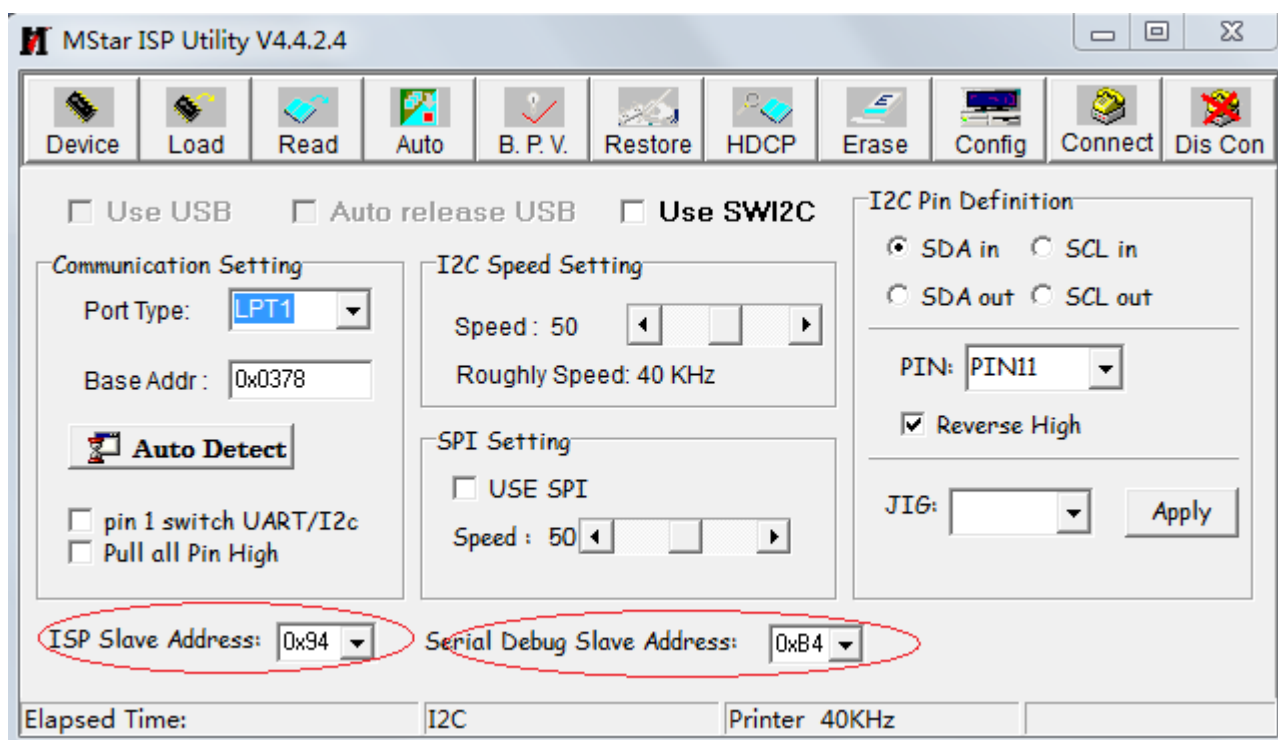 MStar ISP Utility V4.4.2.4
Device Load Read Auto B. P. V. Restore HDCP Erase Config Connect Dis Con
Use USB Auto release USB Use SWI2C
Communication Setting
Port Type: LPT1
Base Addr : 0x0378
Auto Detect
pin 1 switch UART/I2c
Pull all Pin High
I2C Speed Setting
Speed : 50
Roughly Speed: 40 KHz
SPI Setting
USE SPI
Speed : 50
I2C Pin Definition
SDA in SCL in
SDA out SCL out
PIN: PIN11
Reverse High
JIG: Apply
ISP Slave Address: 0x94 Serial Debug Slave Address: 0xB4
Elapsed Time: I2C Printer 40KHz